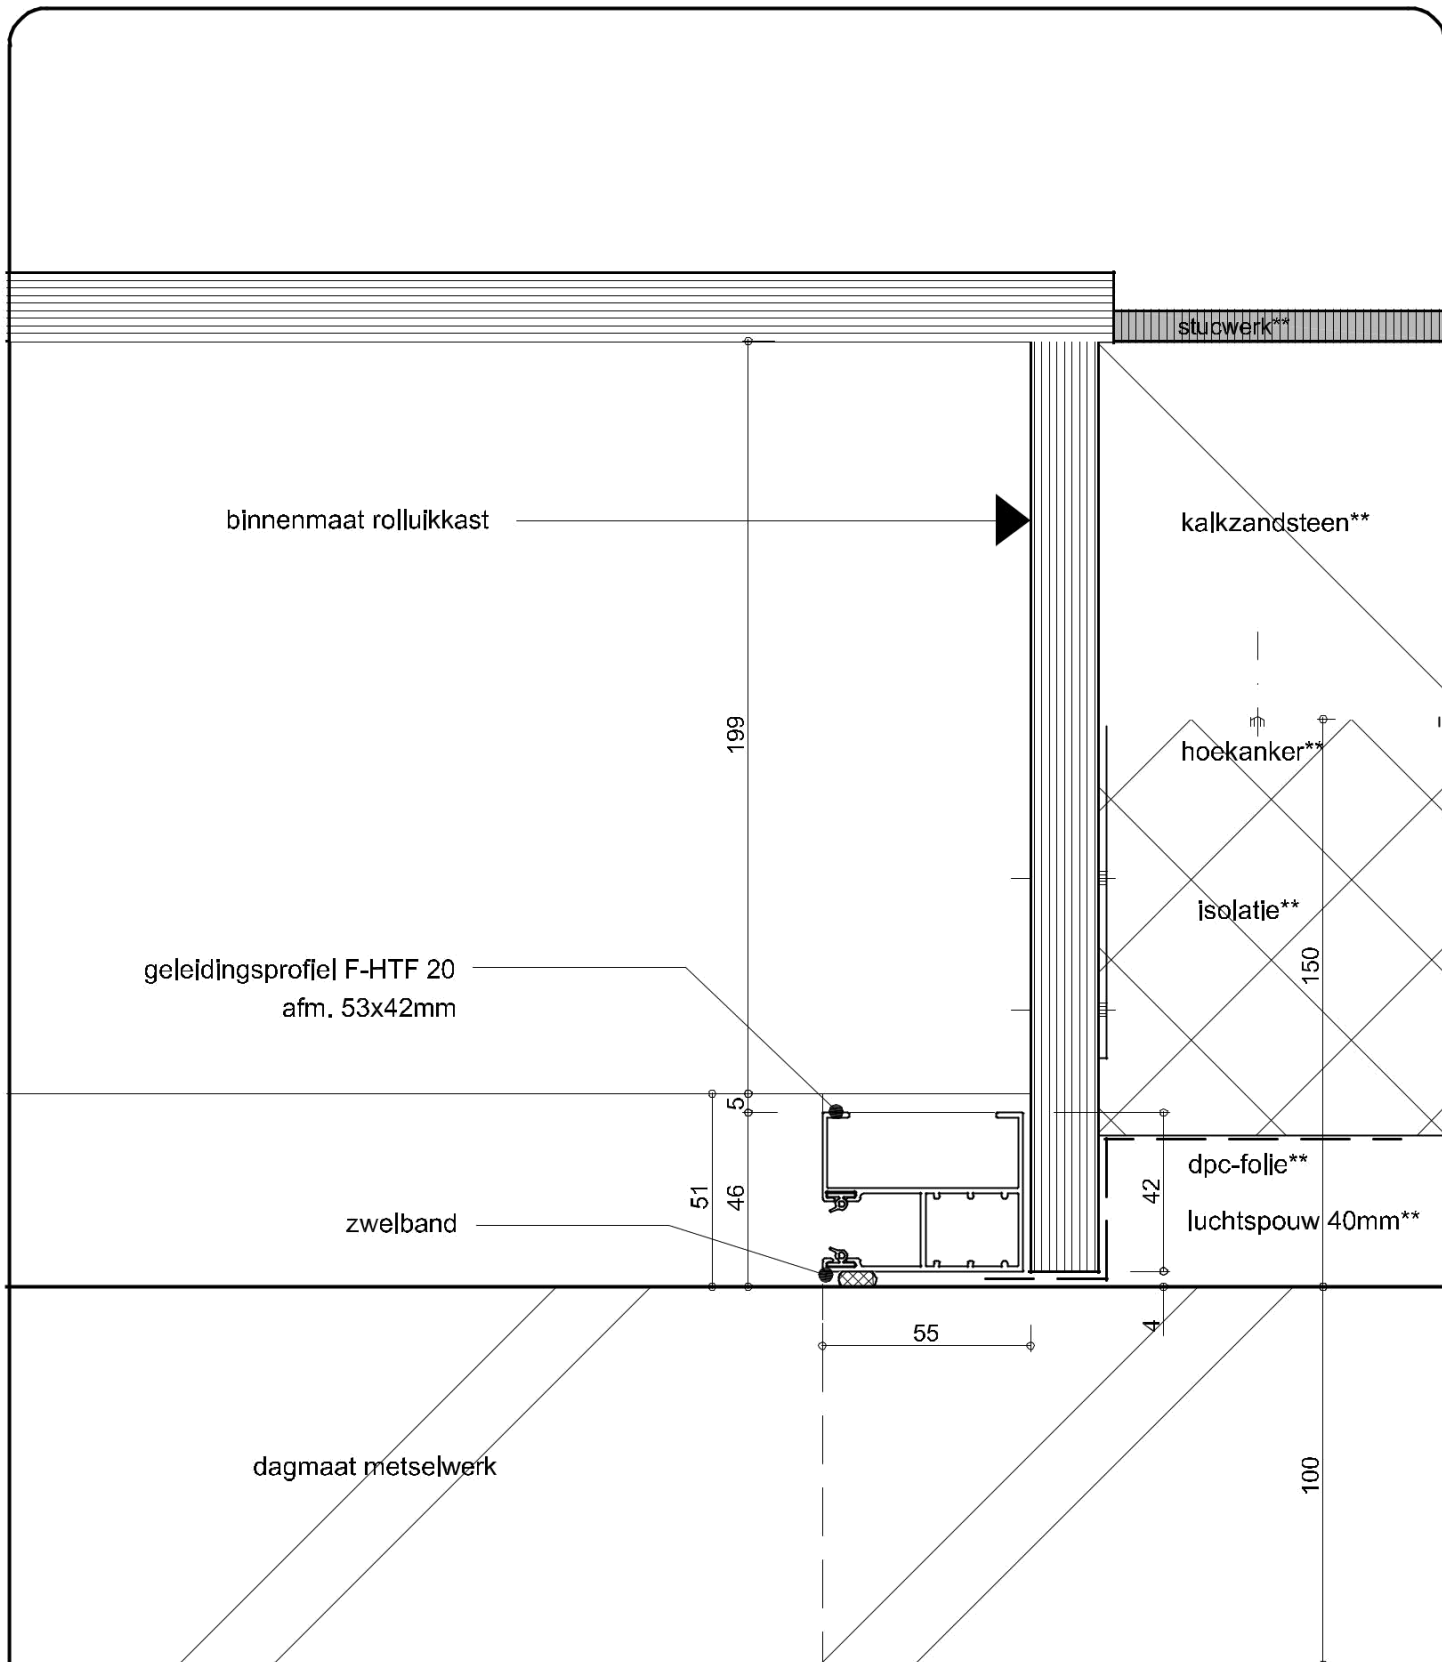 stucwerk**
binnenmaat rolluikkast
kalkzandsteen**
199
hoekanker**
isolatie**
150
geleidingsprofiel F-HTF 20
afm. 53x42mm
5
dpc-folie**
51
46
42
zwelband
luchtspouw 40mm**
4
55
dagmaat metselwerk
100